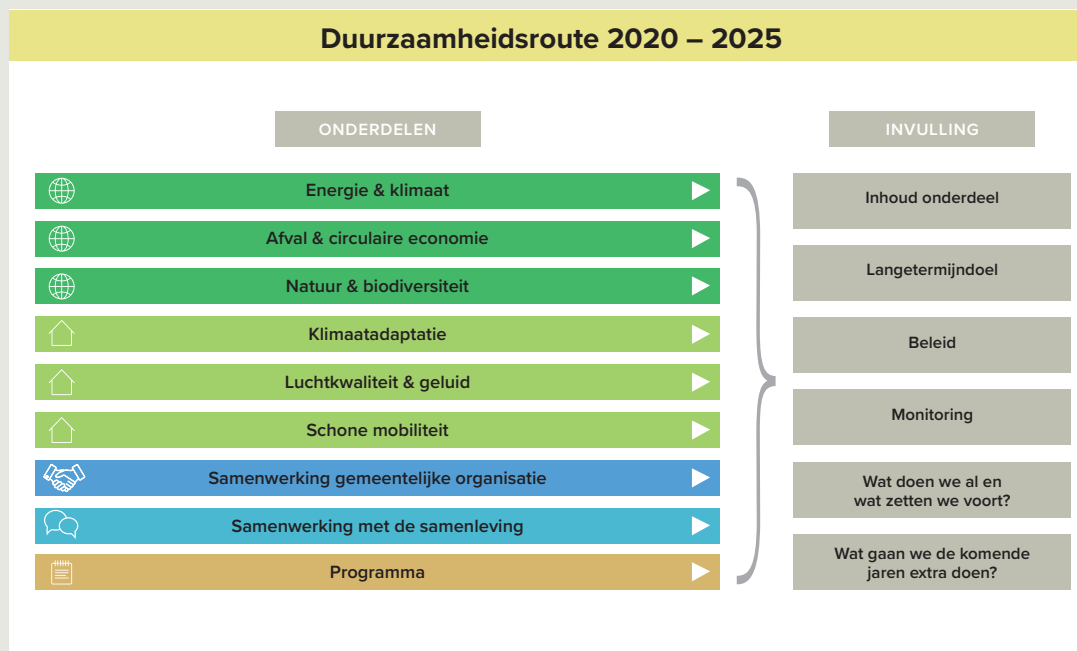 Duurzaamheidsroute 2020 – 2025
ONDERDELEN
Energie & klimaat
Afval & circulaire economie
Natuur & biodiversiteit
Klimaatadaptatie
Luchtkwaliteit & geluid
Schone mobiliteit
Samenwerking gemeentelijke organisatie
Samenwerking met de samenleving
Programma
INVULLING
Inhoud onderdeel
Langetermijndoel
Beleid
Monitoring
Wat doen we al en
wat zetten we voort?
Wat gaan we de komende
jaren extra doen?